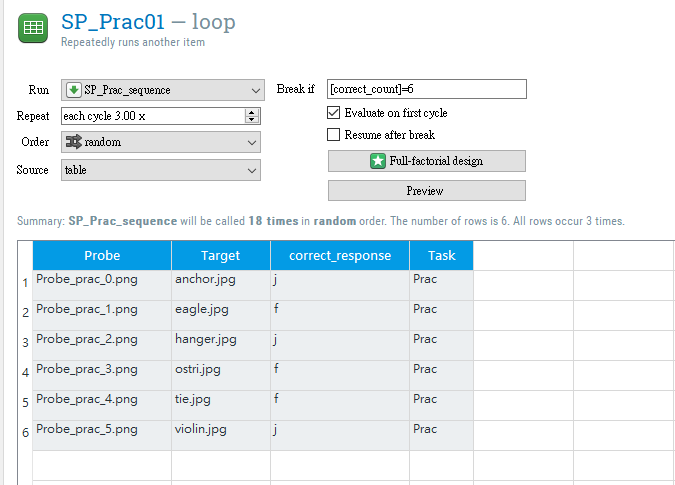 SP_Prac01 — loop
Repeatedly runs another item
Run SP_Prac_sequence Break if [correct_count]=6
Repeat each cycle 3.00 x Evaluate on first cycle
Order random Resume after break
Source table Full-factorial design
Preview
Summary: SP_Prac_sequence will be called 18 times in random order. The number of rows is 6. All rows occur 3 times.
Probe Target correct_response Task
1 Probe_prac_0.png anchor.jpg j Prac
2 Probe_prac_1.png eagle.jpg f Prac
3 Probe_prac_2.png hanger.jpg j Prac
4 Probe_prac_3.png ostri.jpg f Prac
5 Probe_prac_4.png tie.jpg f Prac
6 Probe_prac_5.png violin.jpg j Prac